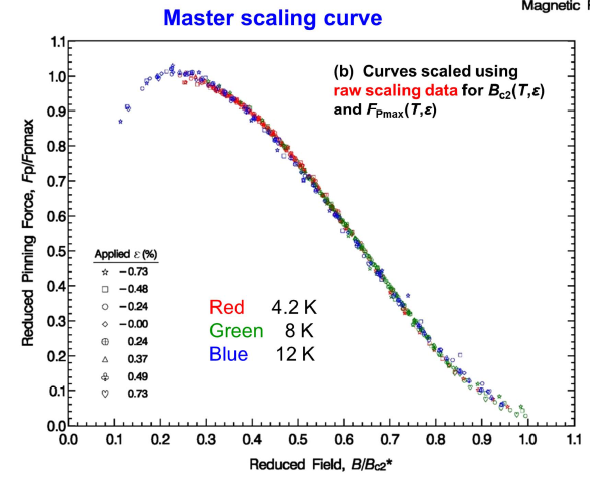 Magnetic F
Master scaling curve
(b) Curves scaled using
raw scaling data for Bc2(T,ε)
and FPmax(T,ε)
Reduced Pinning Force, Fp/Fpmax
1.1
1.0
0.9
0.8
0.7
0.6
0.5
0.4
0.3
0.2
0.1
0.0
Applied ε (%)
−0.73
−0.48
−0.24
−0.00
0.24
0.37
0.49
0.73
Red 4.2 K
Green 8 K
Blue 12 K
0.0 0.1 0.2 0.3 0.4 0.5 0.6 0.7 0.8 0.9 1.0 1.1
Reduced Field, B/Bc2*